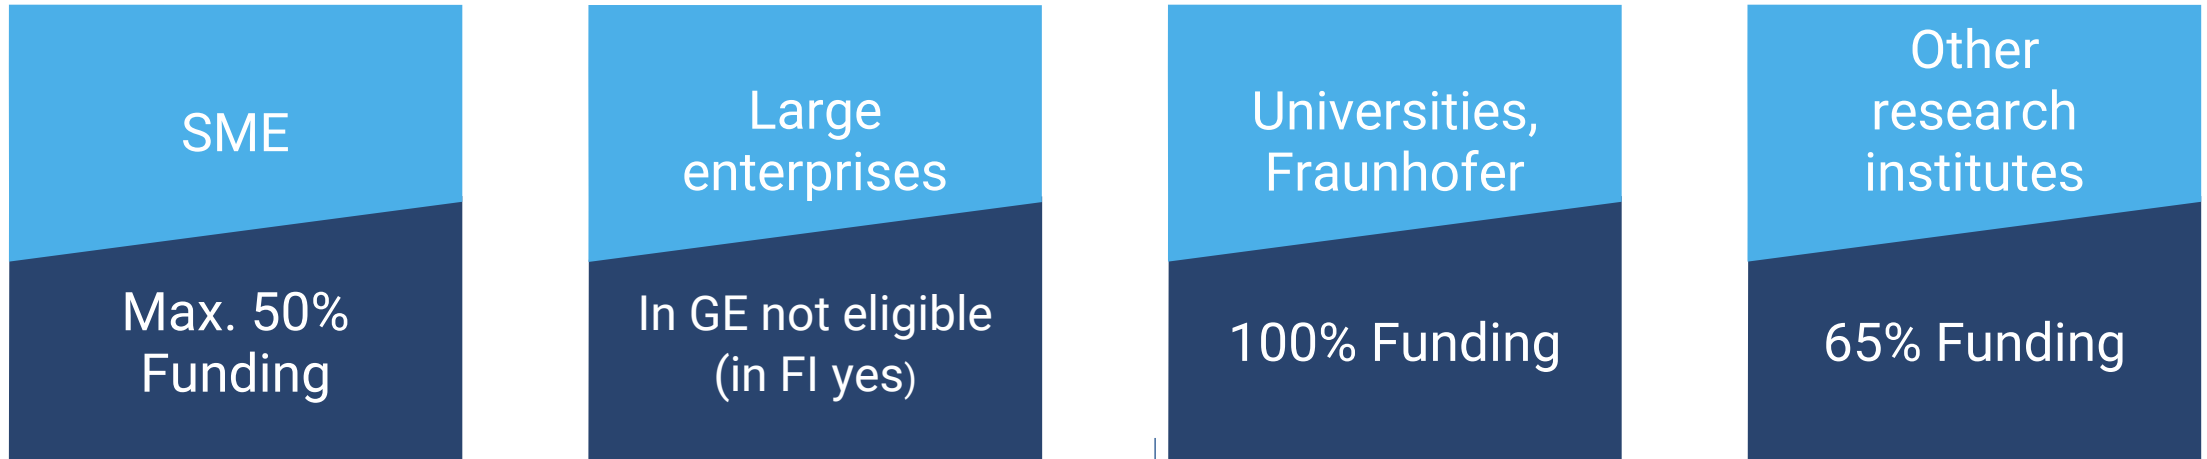 SME
Max. 50%
Funding
Large
enterprises
In GE not eligible
(in FI yes)
Universities,
Fraunhofer
100% Funding
Other
research
institutes
65% Funding